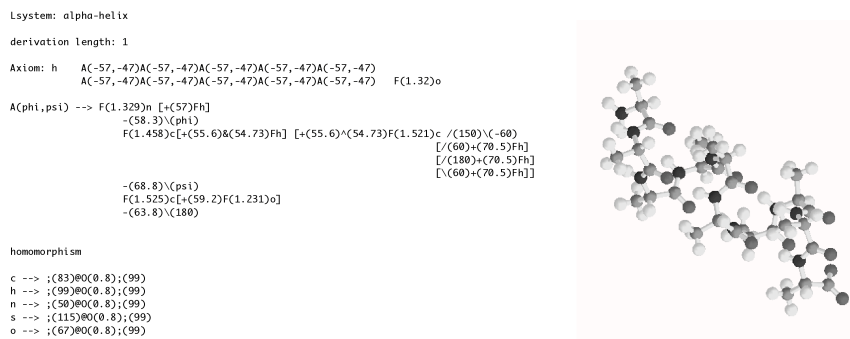 Lsystem: alpha-helix
derivation length: 1
Axiom: h A(-57,-47)A(-57,-47)A(-57,-47)A(-57,-47)A(-57,-47)
A(-57,-47)A(-57,-47)A(-57,-47)A(-57,-47)A(-57,-47) F(1.32)o
A(phi,psi) --> F(1.329)n [+(57)Fh]
-(58.3)\(phi)
F(1.458)c[+(55.6)&(54.73)Fh] [+(55.6)^(54.73)F(1.521)c /(150)\(-60)
[/(60)+(70.5)Fh]
[/(180)+(70.5)Fh]
[\(60)+(70.5)Fh]]
-(68.8)\(psi)
F(1.525)c[+(59.2)F(1.231)o]
-(63.8)\(180)
homomorphism
c --> ;(83)@O(0.8);(99)
h --> ;(99)@O(0.8);(99)
n --> ;(50)@O(0.8);(99)
s --> ;(115)@O(0.8);(99)
o --> ;(67)@O(0.8);(99)